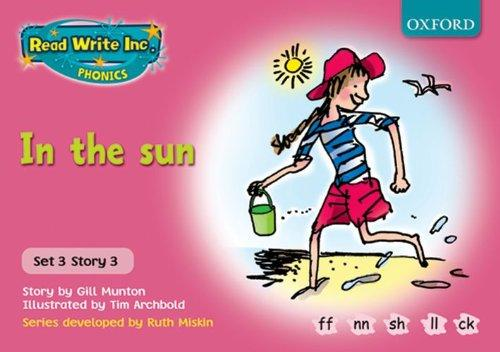 Read Write Inc.
PHONICS
OXFORD
In the sun
Set 3 Story 3
Story by Gill Munton
Illustrated by Tim Archbold
Series developed by Ruth Miskin
ff nn sh ll ck